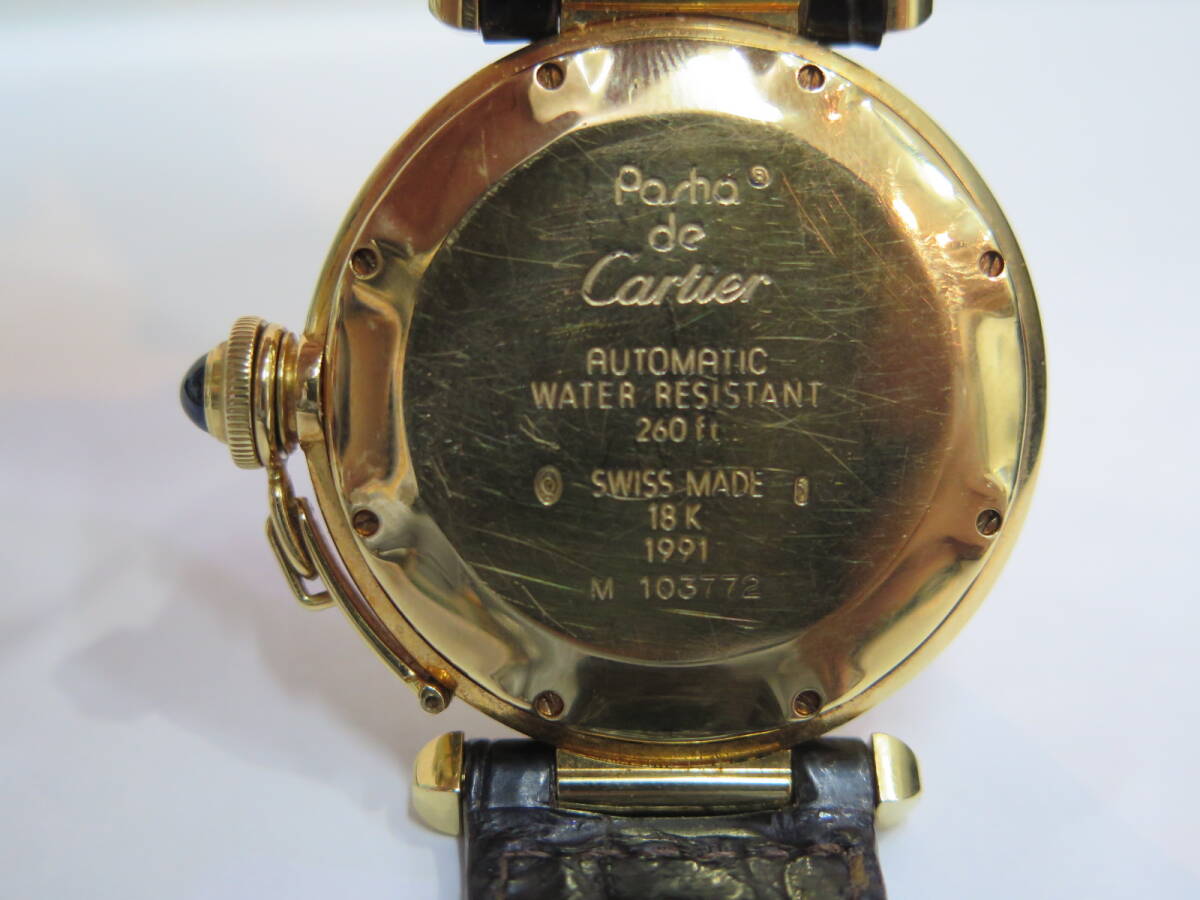 Pasha®
de
Cartier
AUTOMATIC
WATER RESISTANT
260 ft
SWISS MADE
18 K
1991
M 103772